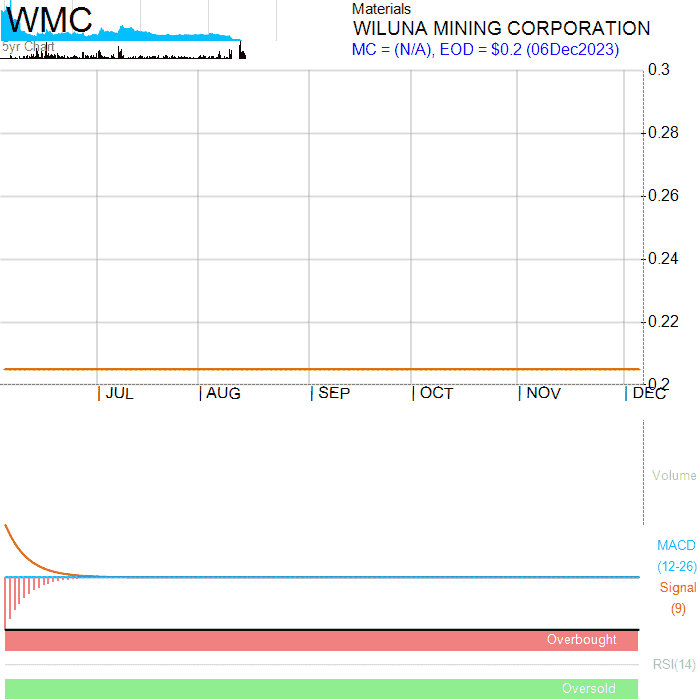 WMC
5yr Chart
Materials
WILUNA MINING CORPORATION
MC = (N/A), EOD = $0.2 (06Dec2023)
0.3
0.28
0.26
0.24
0.22
0.2
JUL AUG SEP OCT NOV DEC
Volume
MACD
(12-26)
Signal
(9)
Overbought
RSI(14)
Oversold